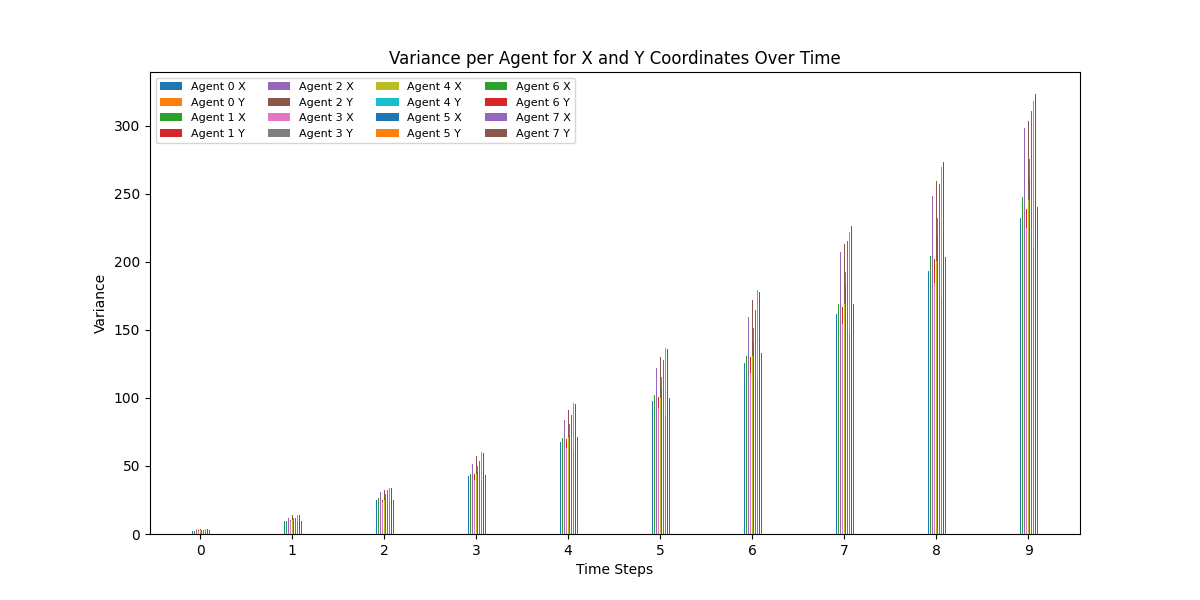 Variance per Agent for X and Y Coordinates Over Time
Agent 0 X
Agent 0 Y
Agent 1 X
Agent 1 Y
Agent 2 X
Agent 2 Y
Agent 3 X
Agent 3 Y
Agent 4 X
Agent 4 Y
Agent 5 X
Agent 5 Y
Agent 6 X
Agent 6 Y
Agent 7 X
Agent 7 Y
Variance
300
250
200
150
100
50
0
0 1 2 3 4 5 6 7 8 9
Time Steps